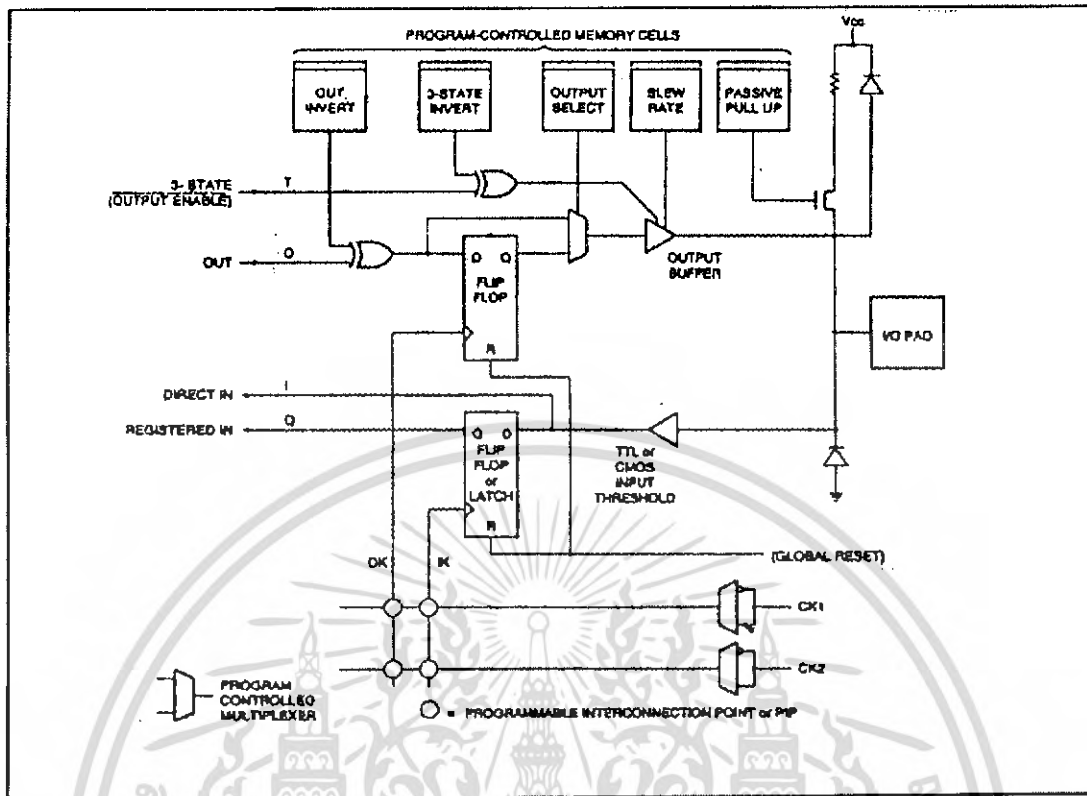 PROGRAM-CONTROLLED MEMORY CELLS
Vcc
OUT
INVERT
3-STATE
INVERT
OUTPUT
SELECT
SLEW
RATE
PASSIVE
PULL UP
3- STATE
(OUTPUT ENABLE)
T
OUT
O
D Q
FLIP
FLOP
R
OUTPUT
BUFFER
I/O PAD
DIRECT IN
I
REGISTERED IN
Q
Q D
FLIP
FLOP
or
LATCH
R
TTL or
CMOS
INPUT
THRESHOLD
OK
IK
(GLOBAL RESET)
CK1
CK2
PROGRAM
CONTROLLED
MULTIPLEXER
= PROGRAMMABLE INTERCONNECTION POINT or PIP